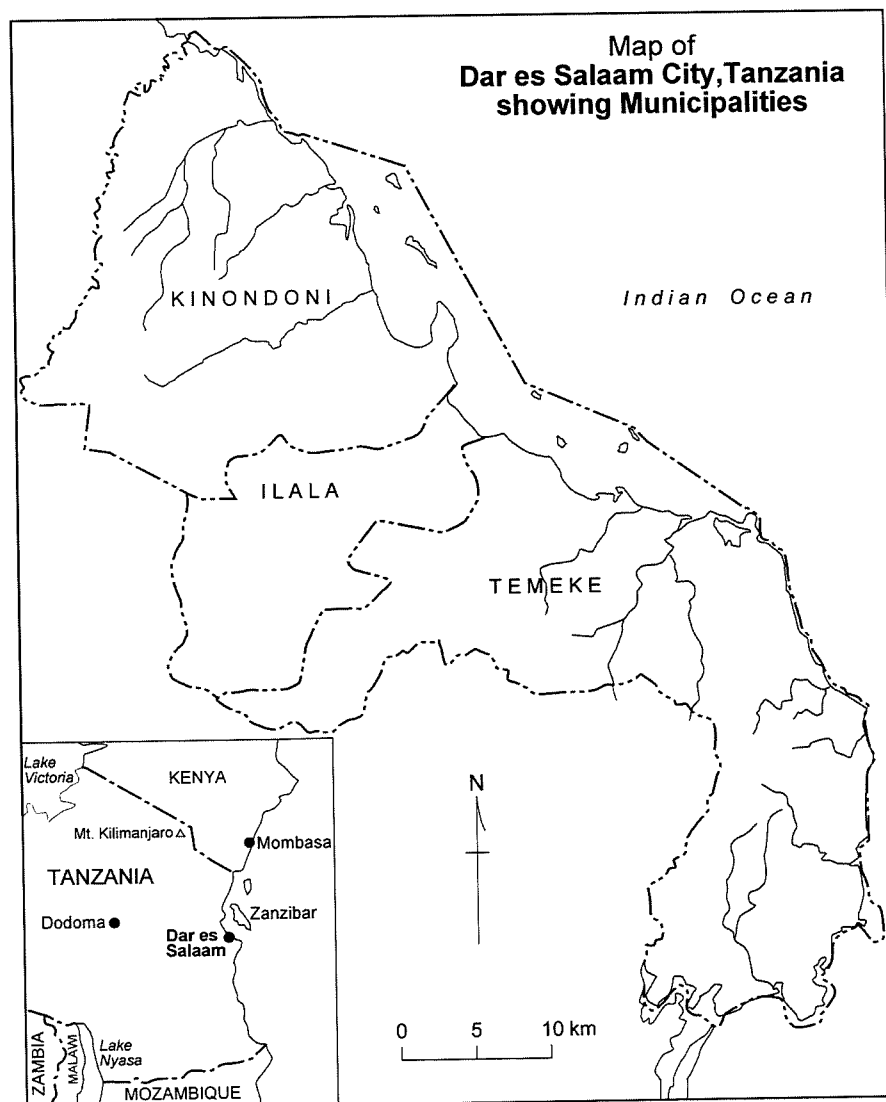 Map of
Dar es Salaam City,Tanzania
showing Municipalities
KINONDONI
Indian Ocean
ILALA
TEMEKE
Lake
Victoria
KENYA
Mt. Kilimanjaro
Mombasa
TANZANIA
Zanzibar
Dodoma
Dar es
Salaam
ZAMBIA
MALAWI
Lake
Nyasa
MOZAMBIQUE
N
0 5 10 km